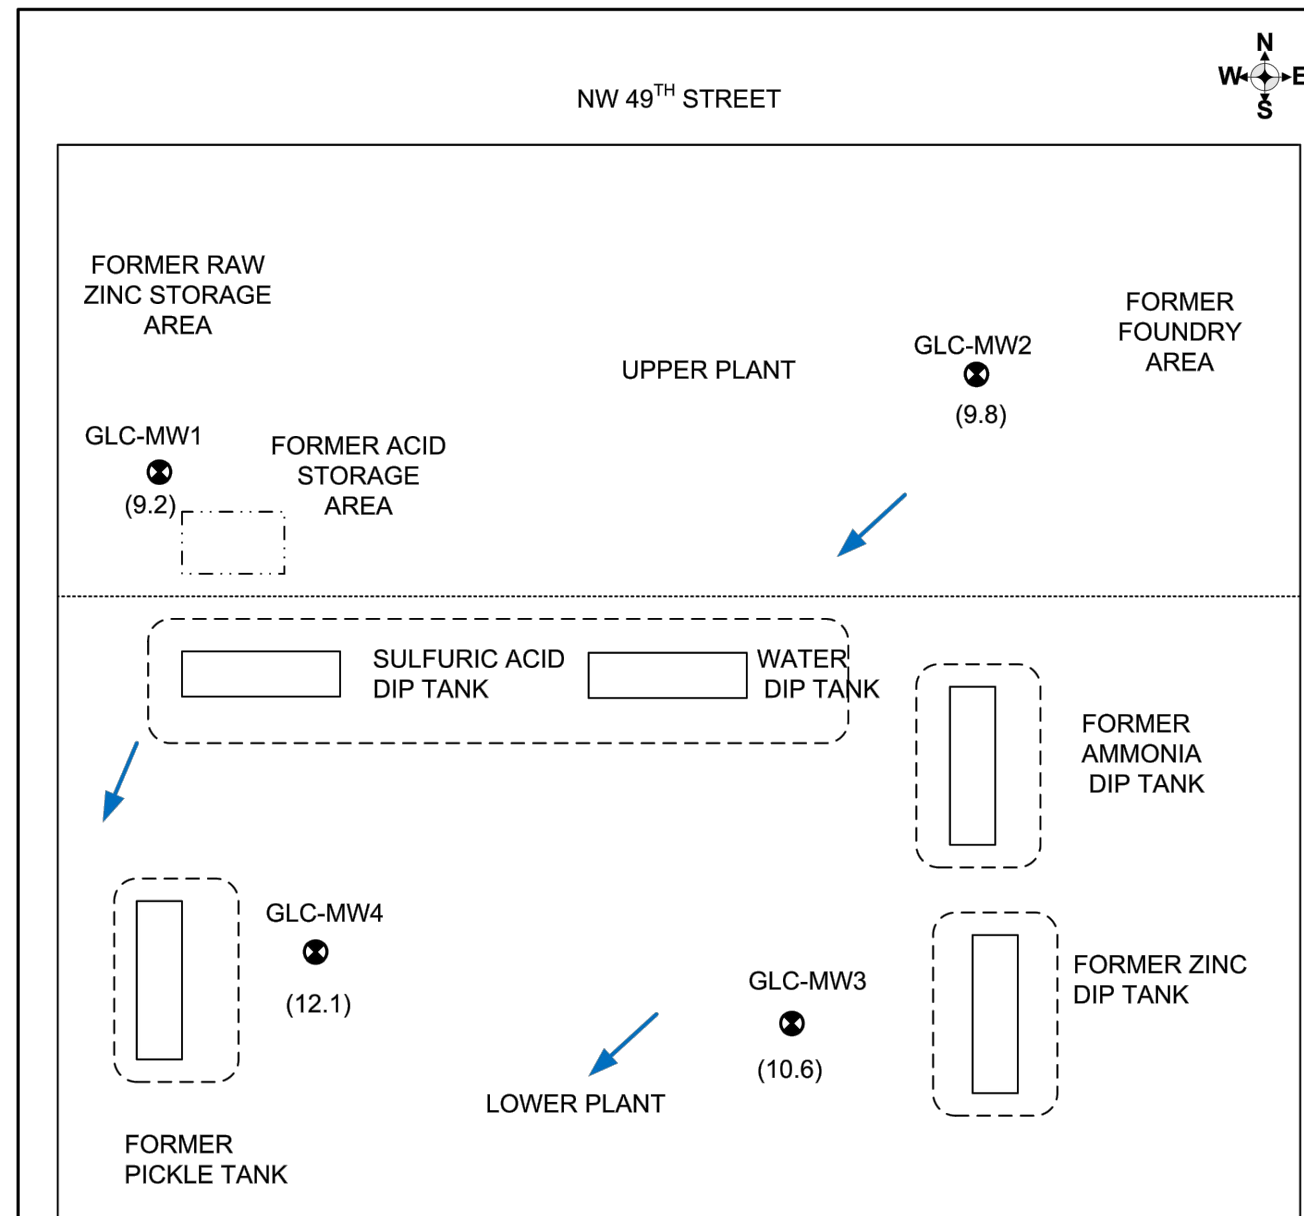 N
W E
S
NW 49TH STREET
FORMER RAW
ZINC STORAGE
AREA
FORMER
FOUNDRY
AREA
GLC-MW2
(9.8)
UPPER PLANT
GLC-MW1
(9.2)
FORMER ACID
STORAGE
AREA
SULFURIC ACID
DIP TANK
WATER
DIP TANK
FORMER
AMMONIA
DIP TANK
GLC-MW4
(12.1)
GLC-MW3
(10.6)
FORMER ZINC
DIP TANK
LOWER PLANT
FORMER
PICKLE TANK